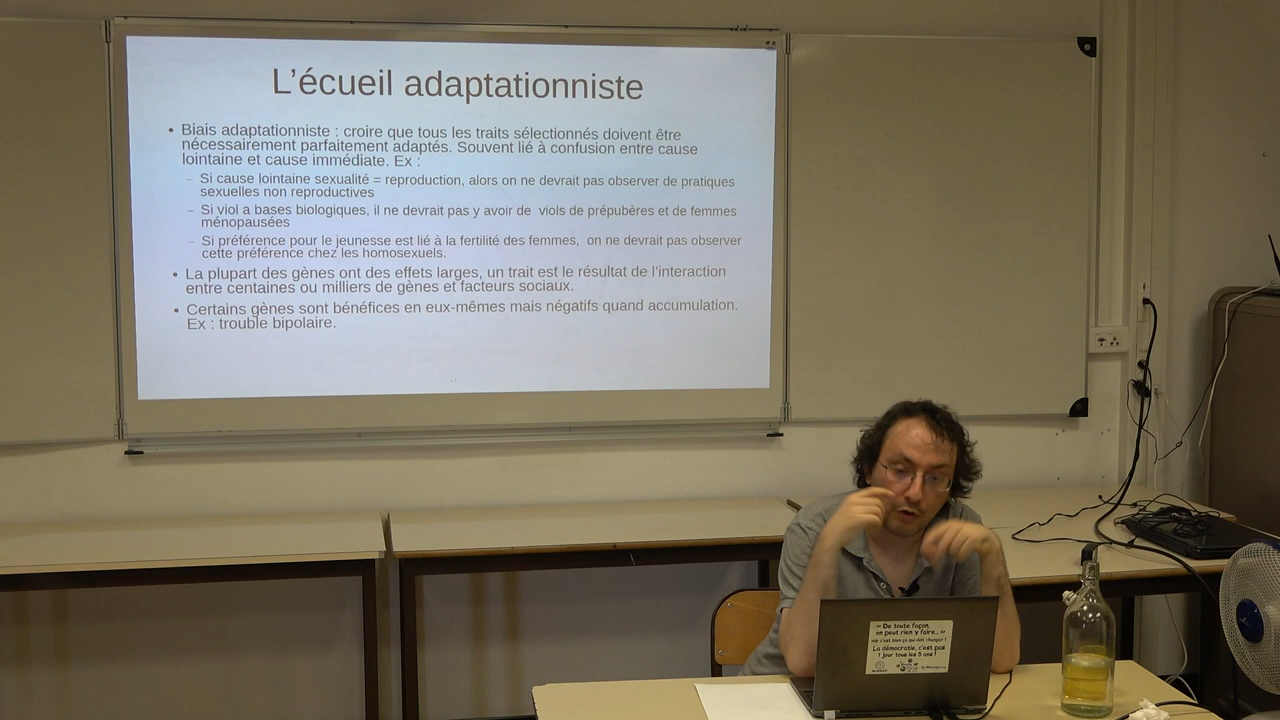 L'écueil adaptationniste
• Biais adaptationniste : croire que tous les traits sélectionnés doivent être
nécessairement parfaitement adaptés. Souvent lié à confusion entre cause
lointaine et cause immédiate. Ex :
– Si cause lointaine sexualité = reproduction, alors on ne devrait pas observer de pratiques
sexuelles non reproductives
– Si viol a bases biologiques, il ne devrait pas y avoir de viols de prépubères et de femmes
ménopausées
– Si préférence pour le jeunesse est lié à la fertilité des femmes, on ne devrait pas observer
cette préférence chez les homosexuels.
• La plupart des gènes ont des effets larges, un trait est le résultat de l'interaction
entre centaines ou milliers de gènes et facteurs sociaux.
• Certains gènes sont bénéfices en eux-mêmes mais négatifs quand accumulation.
Ex : trouble bipolaire.
« De toute façon,
on peut rien y faire... »
c'est bien ça qui doit changer !
La démocratie, c'est pas
1 jour tous les 5 ans !